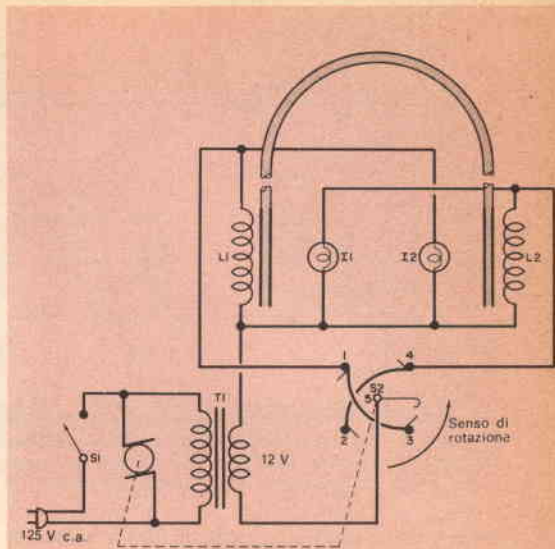 L1
I1
I2
L2
1
4
S2
5
2
3
Senso di
rotazione
T1
S1
12 V
125 V c.a.